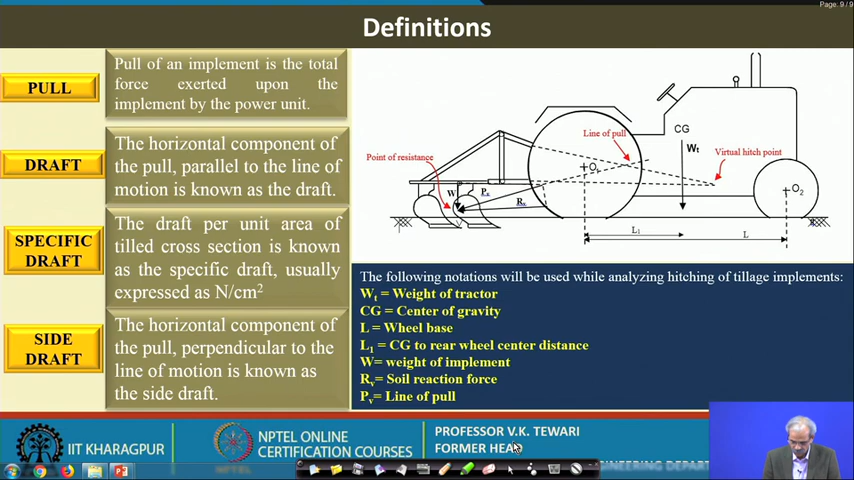 Page: 9 / 9
Definitions
PULL
Pull of an implement is the total
force exerted upon the
implement by the power unit.
DRAFT
The horizontal component of
the pull, parallel to the line of
motion is known as the draft.
SPECIFIC
DRAFT
The draft per unit area of
tilled cross section is known
as the specific draft, usually
expressed as N/cm²
SIDE
DRAFT
The horizontal component of
the pull, perpendicular to the
line of motion is known as
the side draft.
Line of pull
CG
Wt
Point of resistance
Virtual hitch point
W
Pv
Rv
O
O2
L1
L
The following notations will be used while analyzing hitching of tillage implements:
Wt = Weight of tractor
CG = Center of gravity
L = Wheel base
L1 = CG to rear wheel center distance
W= weight of implement
Rv= Soil reaction force
Pv= Line of pull
IIT KHARAGPUR
NPTEL ONLINE
CERTIFICATION COURSES
NPTEL
PROFESSOR V.K. TEWARI
FORMER HEAD